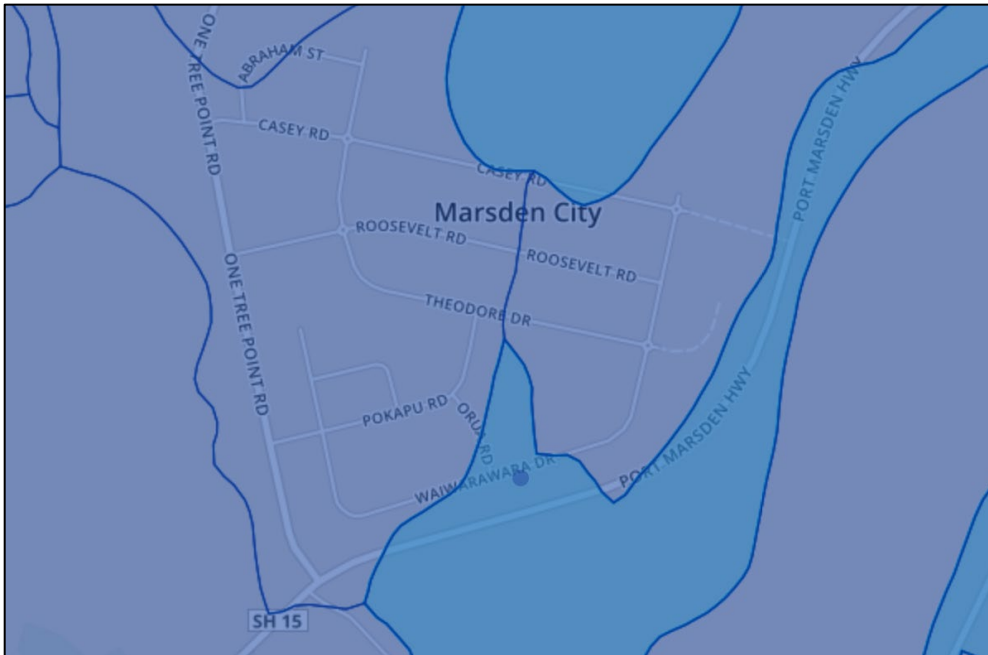 ONE TREE POINT RD
ABRAHAM ST
CASEY RD
CASEY RD
PORT MARSDEN HWY
Marsden City
ROOSEVELT RD
ROOSEVELT RD
ONE TREE POINT RD
THEODORE DR
POKAPU RD
ORUA RD
PORT MARSDEN HWY
WAIWARAWARA DR
SH 15